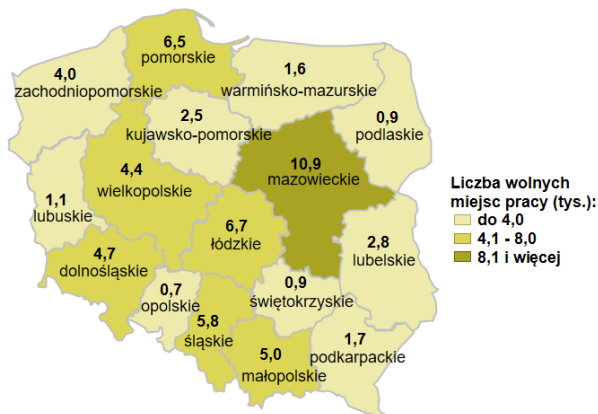 6,5
pomorskie
4,0
zachodniopomorskie
1,6
warmińsko-mazurskie
2,5
kujawsko-pomorskie
0,9
podlaskie
4,4
wielkopolskie
10,9
mazowieckie
1,1
lubuskie
6,7
łódzkie
4,7
dolnośląskie
2,8
lubelskie
0,7
opolskie
0,9
świętokrzyskie
5,8
śląskie
5,0
małopolskie
1,7
podkarpackie
Liczba wolnych
miejsc pracy (tys.):
do 4,0
4,1 - 8,0
8,1 i więcej